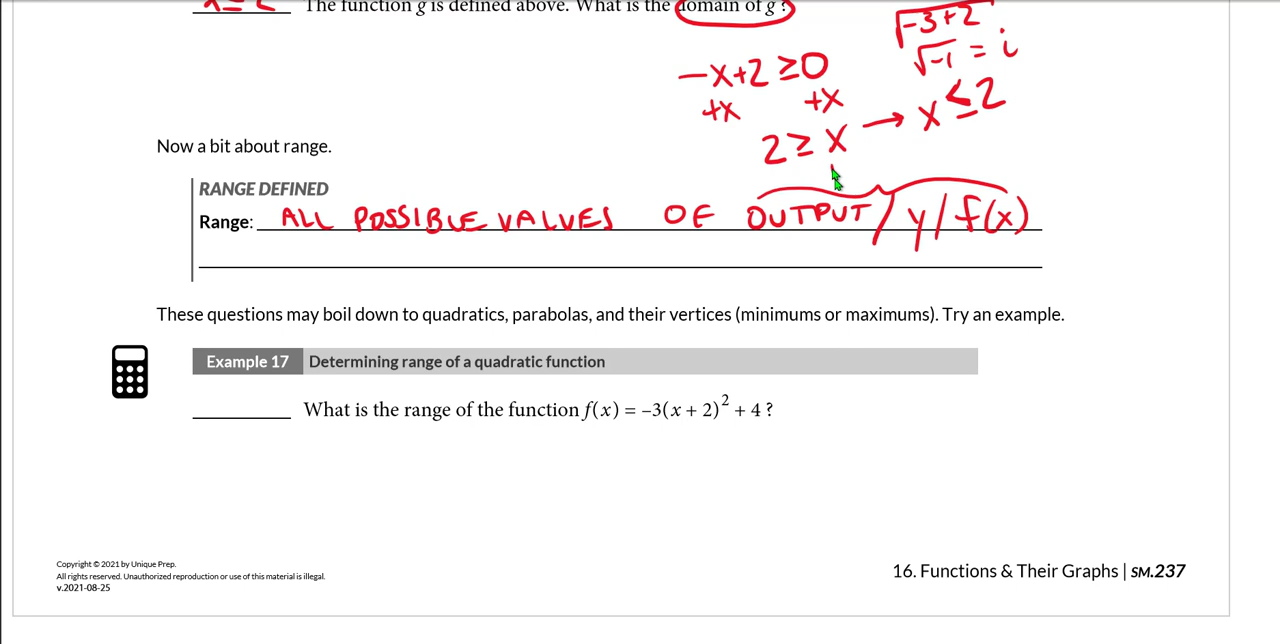 x ≤ 2 The function g is defined above. What is the domain of g ?
√-3+2
√-1 = i
-x+2 ≥0
+x +x
2 ≥ x → x ≤ 2
Now a bit about range.
RANGE DEFINED
Range: ALL POSSIBLE VALUES OF OUTPUT / y / f(x)
These questions may boil down to quadratics, parabolas, and their vertices (minimums or maximums). Try an example.
Example 17 Determining range of a quadratic function
What is the range of the function f(x) = –3(x + 2)² + 4 ?
Copyright © 2021 by Unique Prep.
All rights reserved. Unauthorized reproduction or use of this material is illegal.
v.2021-08-25
16. Functions & Their Graphs | SM.237